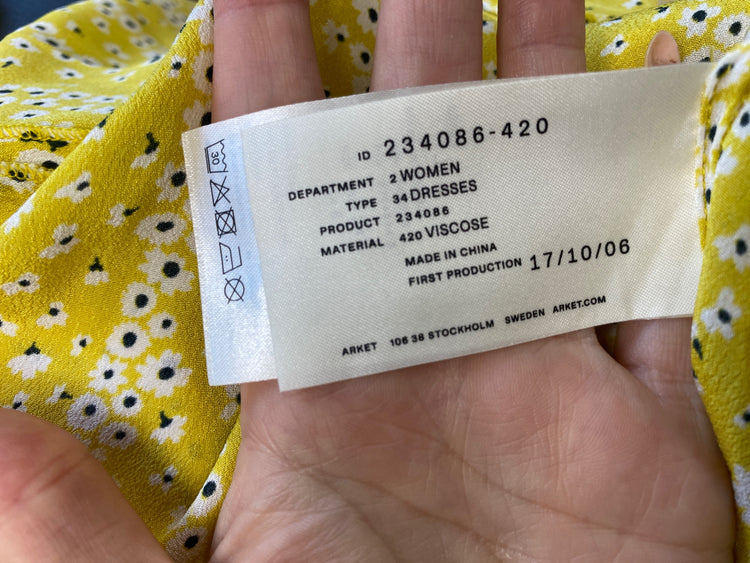 ID 234086-420
DEPARTMENT 2 WOMEN
TYPE 34 DRESSES
PRODUCT 234086
MATERIAL 420 VISCOSE
MADE IN CHINA
FIRST PRODUCTION 17/10/06
ARKET 106 38 STOCKHOLM SWEDEN ARKET.COM
30